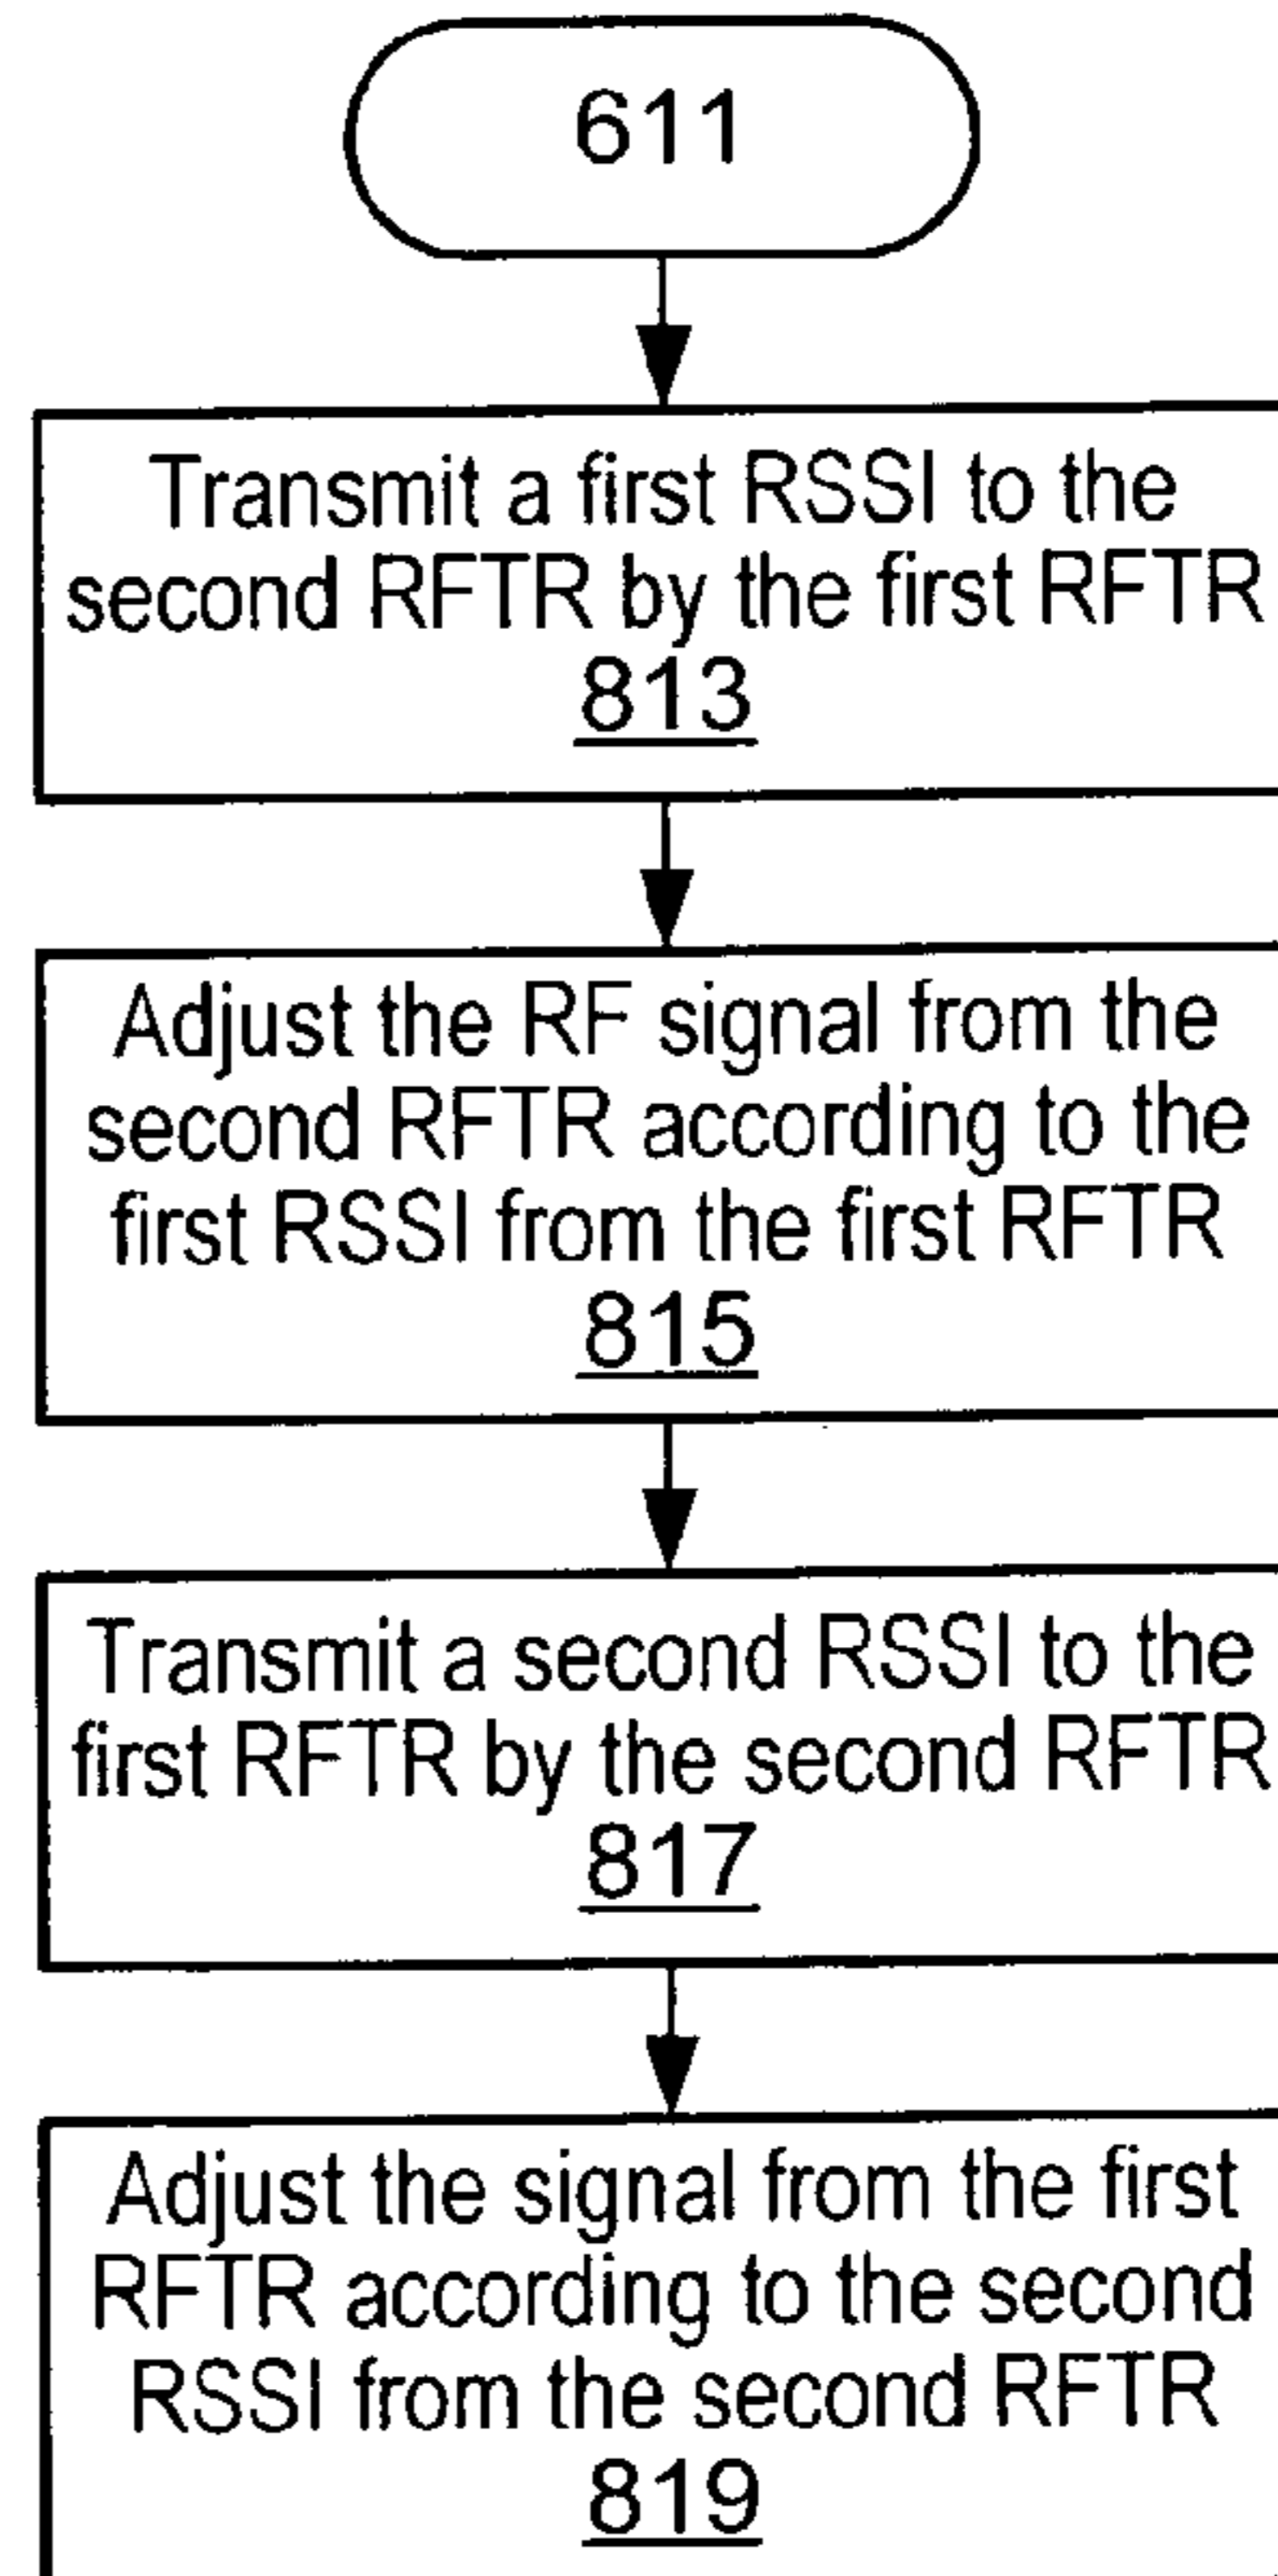 611
Transmit a first RSSI to the
second RFTR by the first RFTR
813
Adjust the RF signal from the
second RFTR according to the
first RSSI from the first RFTR
815
Transmit a second RSSI to the
first RFTR by the second RFTR
817
Adjust the signal from the first
RFTR according to the second
RSSI from the second RFTR
819